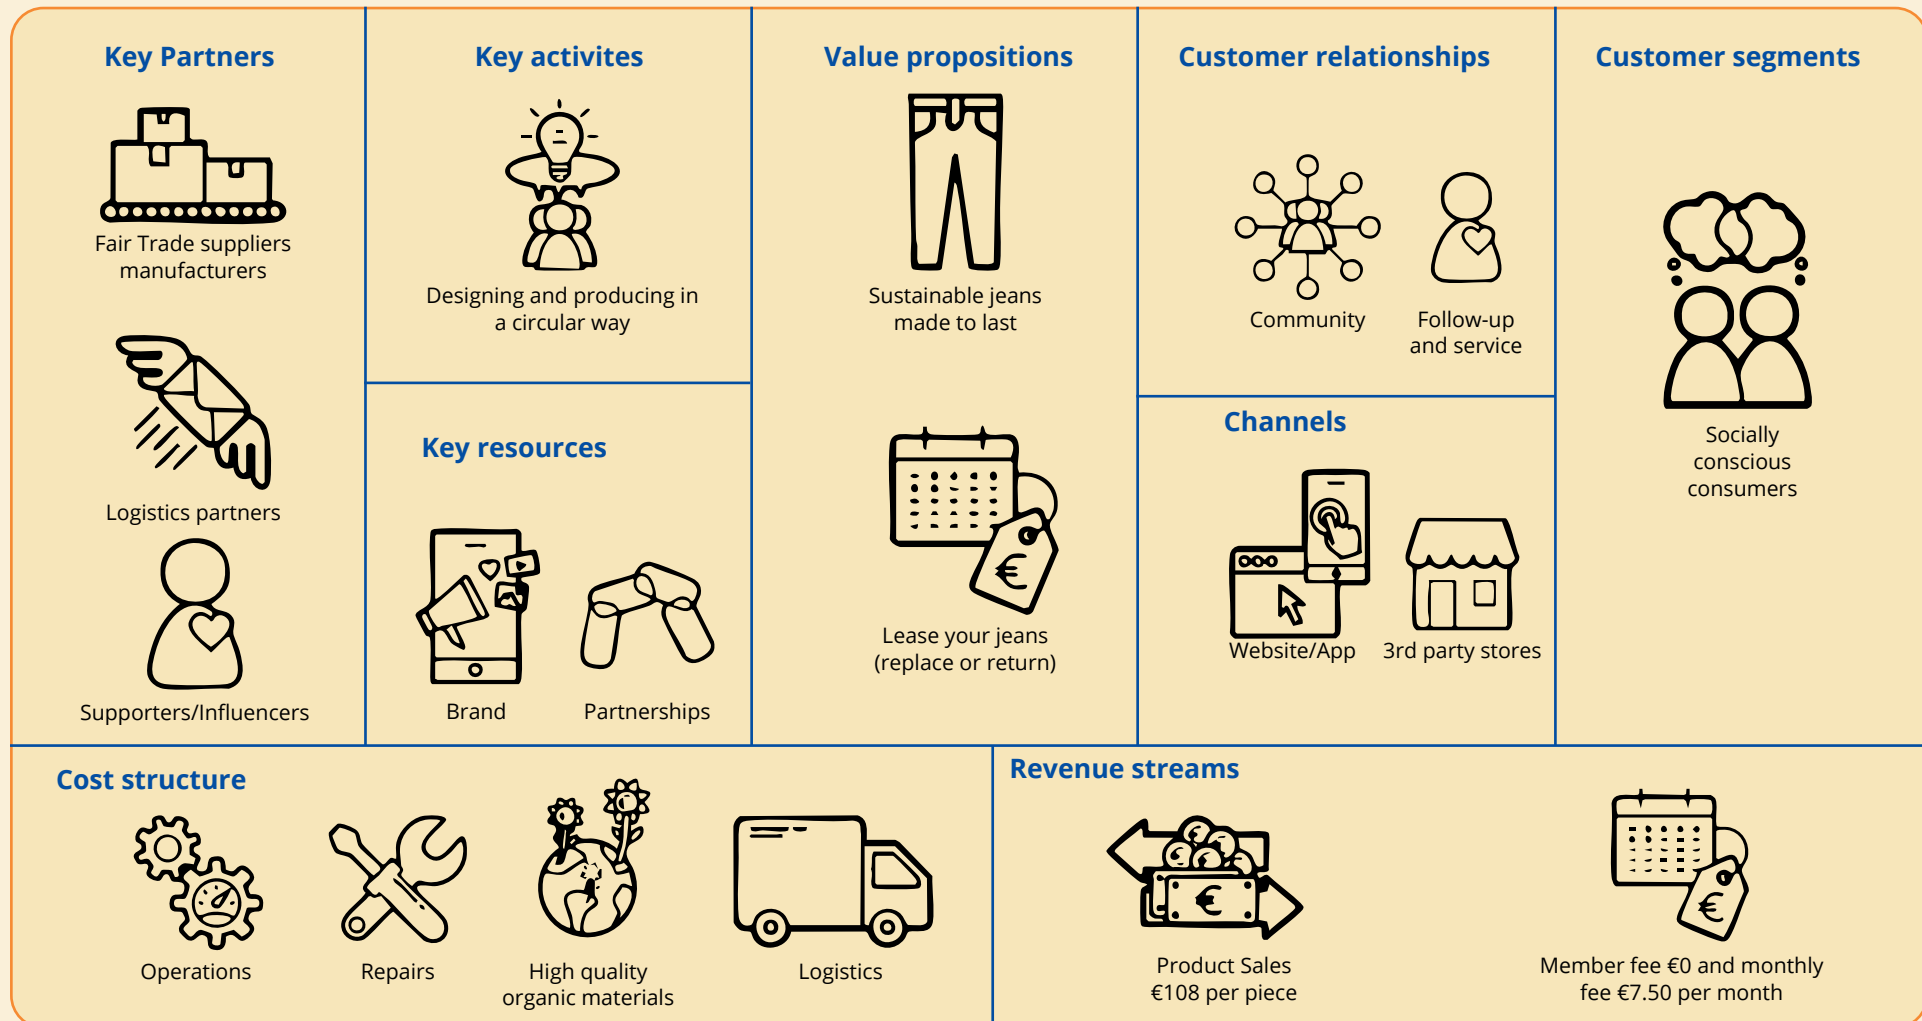 Key Partners
Fair Trade suppliers
manufacturers
Logistics partners
Supporters/Influencers
Key activites
Designing and producing in
a circular way
Key resources
Brand
Partnerships
Value propositions
Sustainable jeans
made to last
€
Lease your jeans
(replace or return)
Customer relationships
Community
Follow-up
and service
Channels
Website/App
3rd party stores
Customer segments
Socially
conscious
consumers
Cost structure
Operations
Repairs
High quality
organic materials
Logistics
Revenue streams
€
Product Sales
€108 per piece
€
Member fee €0 and monthly
fee €7.50 per month